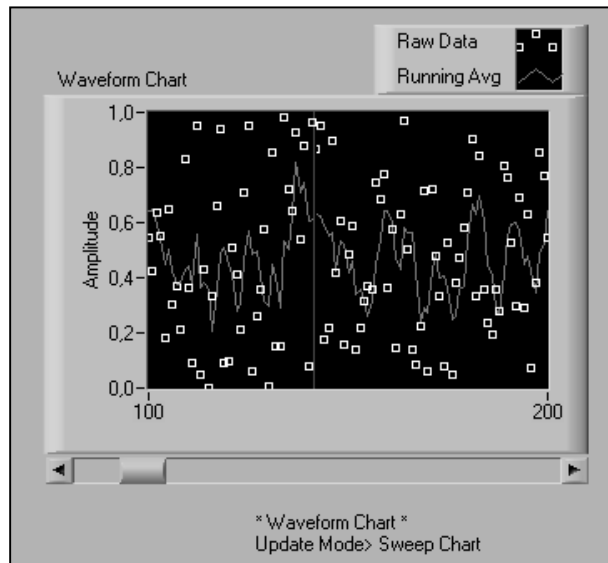 Raw Data
Running Avg
Waveform Chart
1,0
0,8
0,6
0,4
0,2
0,0
Amplitude
100
200
* Waveform Chart *
Update Mode> Sweep Chart